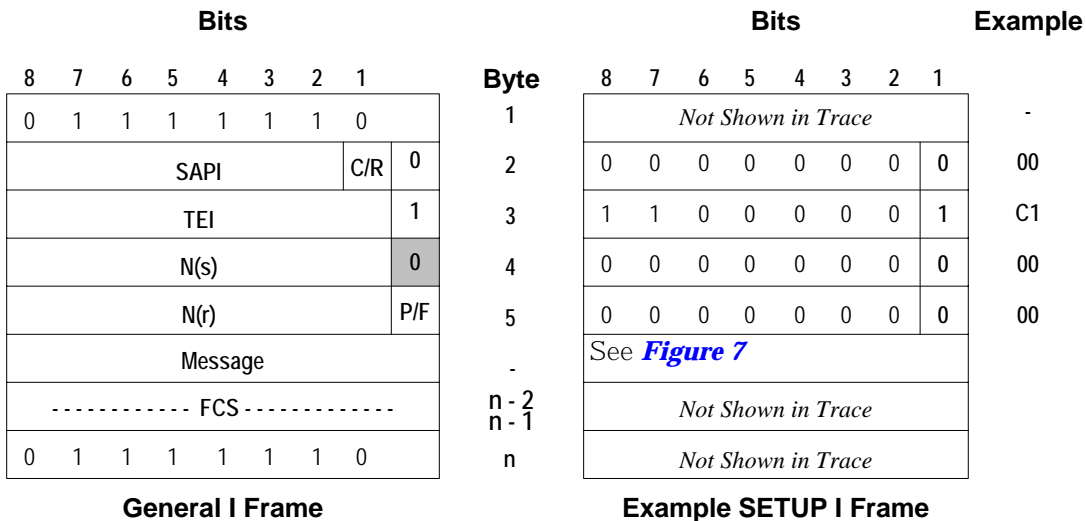 Bits Bits Example
8 7 6 5 4 3 2 1 Byte 8 7 6 5 4 3 2 1
0 1 1 1 1 1 1 0 1 Not Shown in Trace -
SAPI C/R 0 2 0 0 0 0 0 0 0 0 00
TEI 1 3 1 1 0 0 0 0 0 1 C1
N(s) 0 4 0 0 0 0 0 0 0 0 00
N(r) P/F 5 0 0 0 0 0 0 0 0 00
Message - See Figure 7
- - - - - - - - - - - - FCS - - - - - - - - - - - - - n - 2 Not Shown in Trace
n - 1
0 1 1 1 1 1 1 0 n Not Shown in Trace
General I Frame Example SETUP I Frame